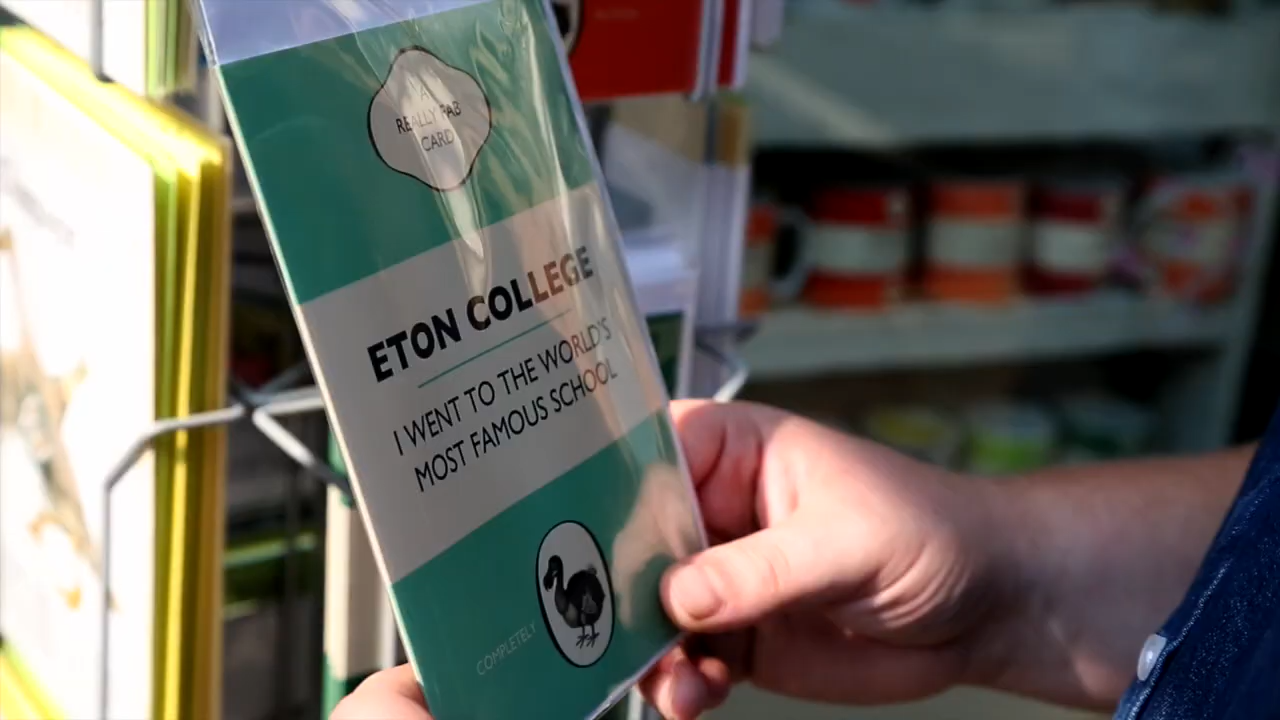 A
REALLY FAB
CARD
ETON COLLEGE
I WENT TO THE WORLD'S
MOST FAMOUS SCHOOL
COMPLETELY